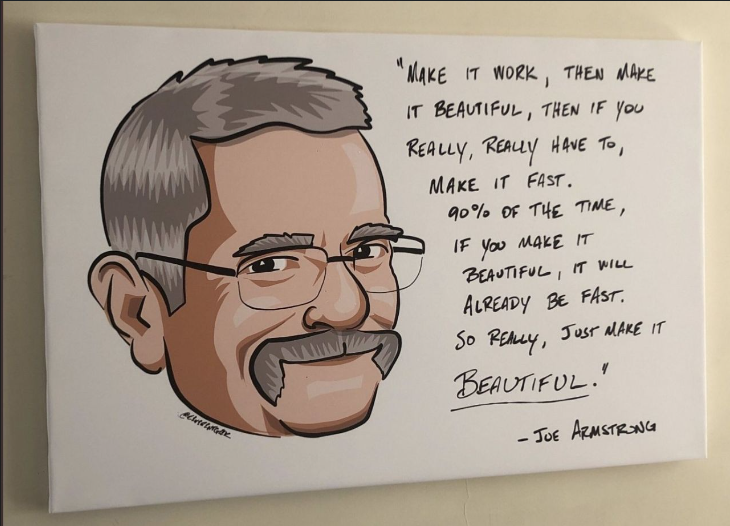 "MAKE IT WORK, THEN MAKE
IT BEAUTIFUL, THEN IF YOU
REALLY, REALLY HAVE TO,
MAKE IT FAST.
90% OF THE TIME,
IF YOU MAKE IT
BEAUTIFUL, IT WILL
ALREADY BE FAST.
SO REALLY, JUST MAKE IT
BEAUTIFUL."
- JOE ARMSTRONG